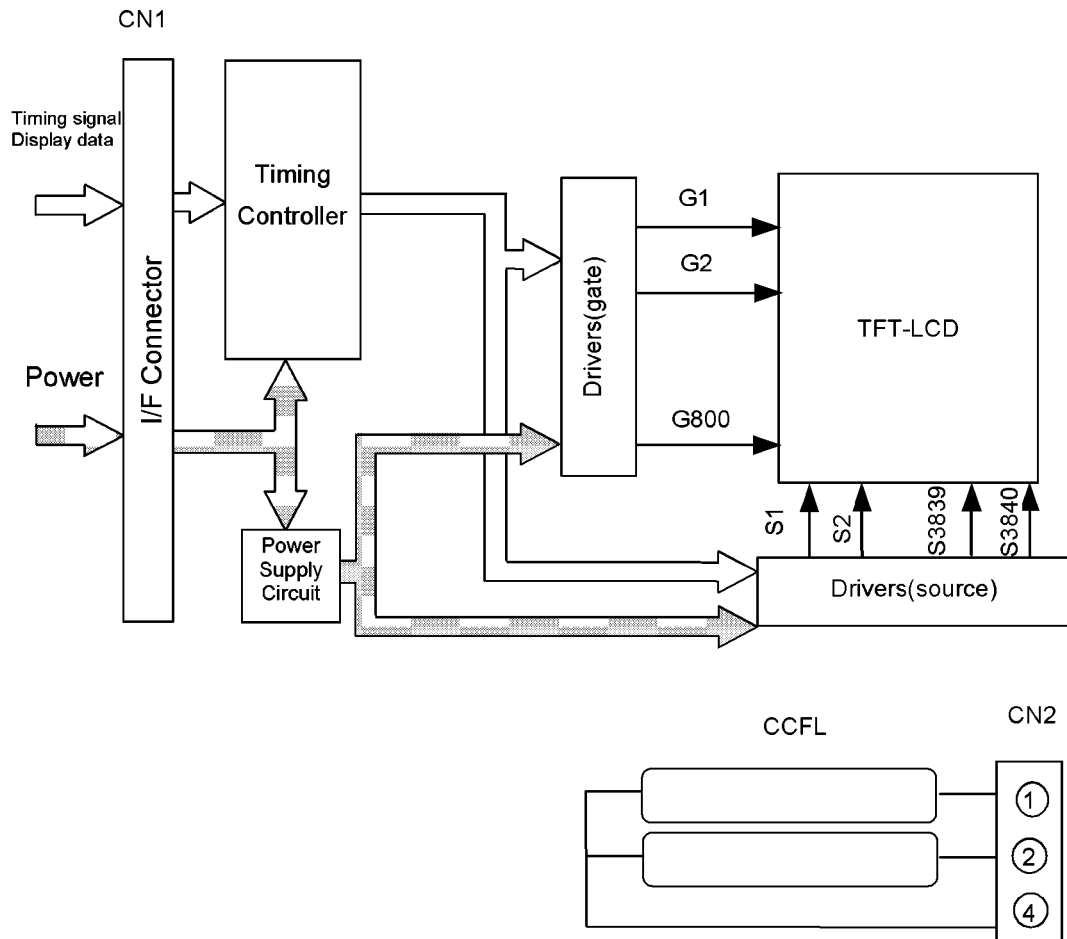 CN1
Timing signal
Display data
Power
I/F Connector
Timing
Controller
Power
Supply
Circuit
Drivers(gate)
G1
G2
G800
TFT-LCD
S1
S2
S3839
S3840
Drivers(source)
CCFL
CN2
1
2
4